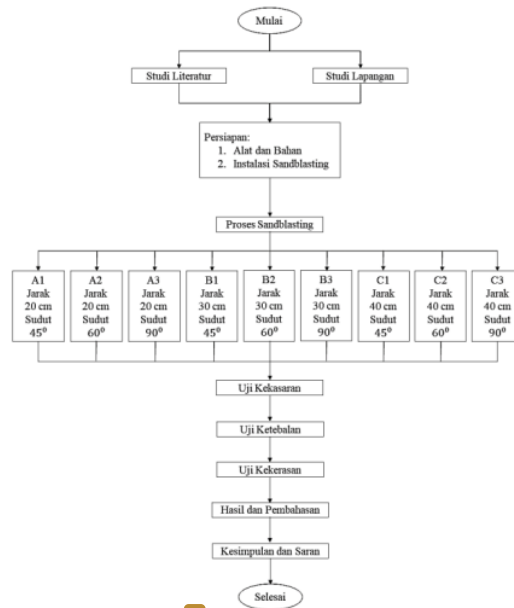 Mulai
Studi Literatur
Studi Lapangan
Persiapan:
1. Alat dan Bahan
2. Instalasi Sandblasting
Proses Sandblasting
A1
Jarak
20 cm
Sudut
45⁰
A2
Jarak
20 cm
Sudut
60⁰
A3
Jarak
20 cm
Sudut
90⁰
B1
Jarak
30 cm
Sudut
45⁰
B2
Jarak
30 cm
Sudut
60⁰
B3
Jarak
30 cm
Sudut
90⁰
C1
Jarak
40 cm
Sudut
45⁰
C2
Jarak
40 cm
Sudut
60⁰
C3
Jarak
40 cm
Sudut
90⁰
Uji Kekasaran
Uji Ketebalan
Uji Kekerasan
Hasil dan Pembahasan
Kesimpulan dan Saran
Selesai